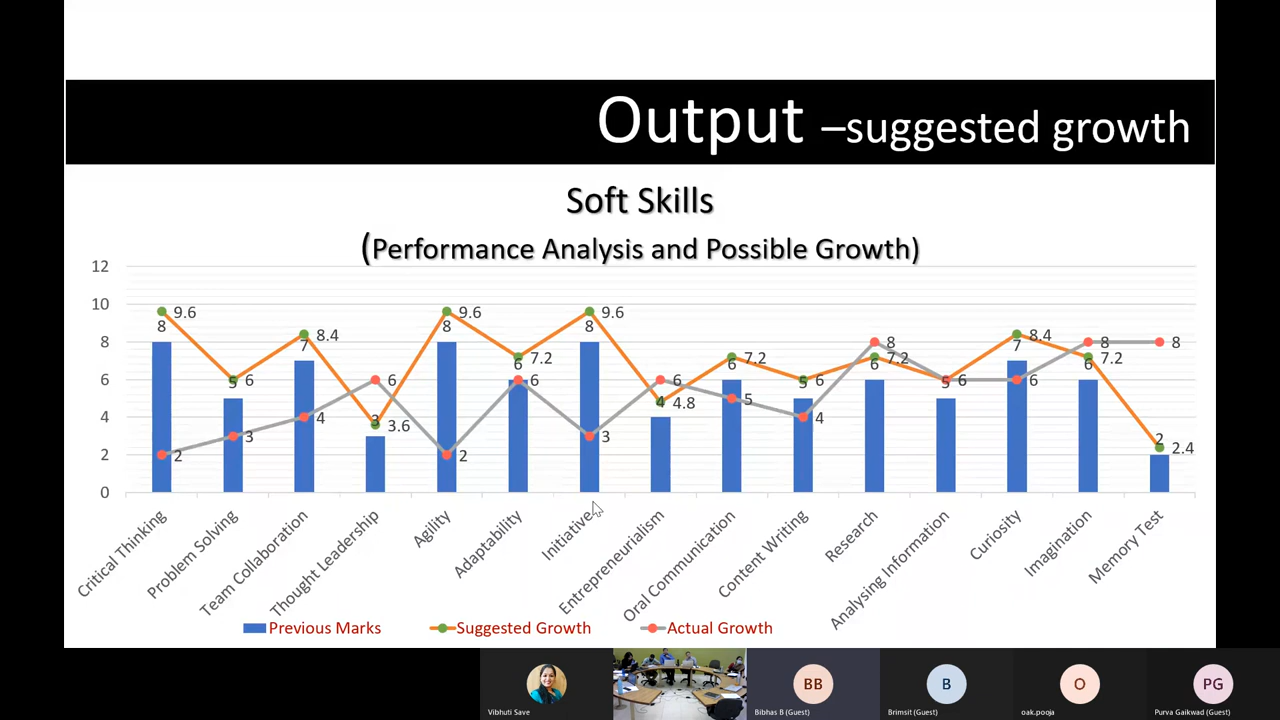 Output –suggested growth
Soft Skills
(Performance Analysis and Possible Growth)
12
10
8
6
4
2
0
9.6
8
2
5
6
3
8.4
7
4
6
3
3.6
9.6
8
2
7.2
6
6
9.6
8
3
6
4
4.8
7.2
6
5
5
6
4
8
7.2
6
5
6
8.4
7
6
8
7.2
6
8
2
2.4
Critical Thinking
Problem Solving
Team Collaboration
Thought Leadership
Agility
Adaptability
Initiative
Entrepreneurialism
Oral Communication
Content Writing
Research
Analysing Information
Curiosity
Imagination
Memory Test
Previous Marks
Suggested Growth
Actual Growth
BB
B
O
PG
Vibhuti Save
Bibhas B (Guest)
Brimsit (Guest)
oak.pooja
Purva Gaikwad (Guest)